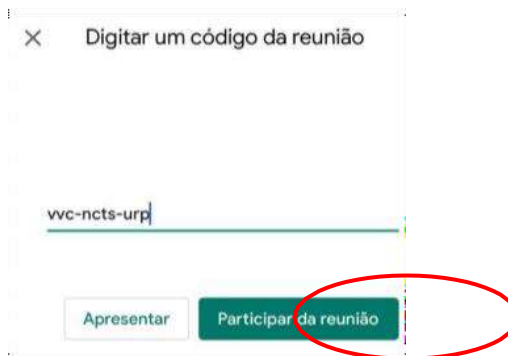 Digitar um código da reunião
vvc-ncts-urp
Apresentar
Participar da reunião